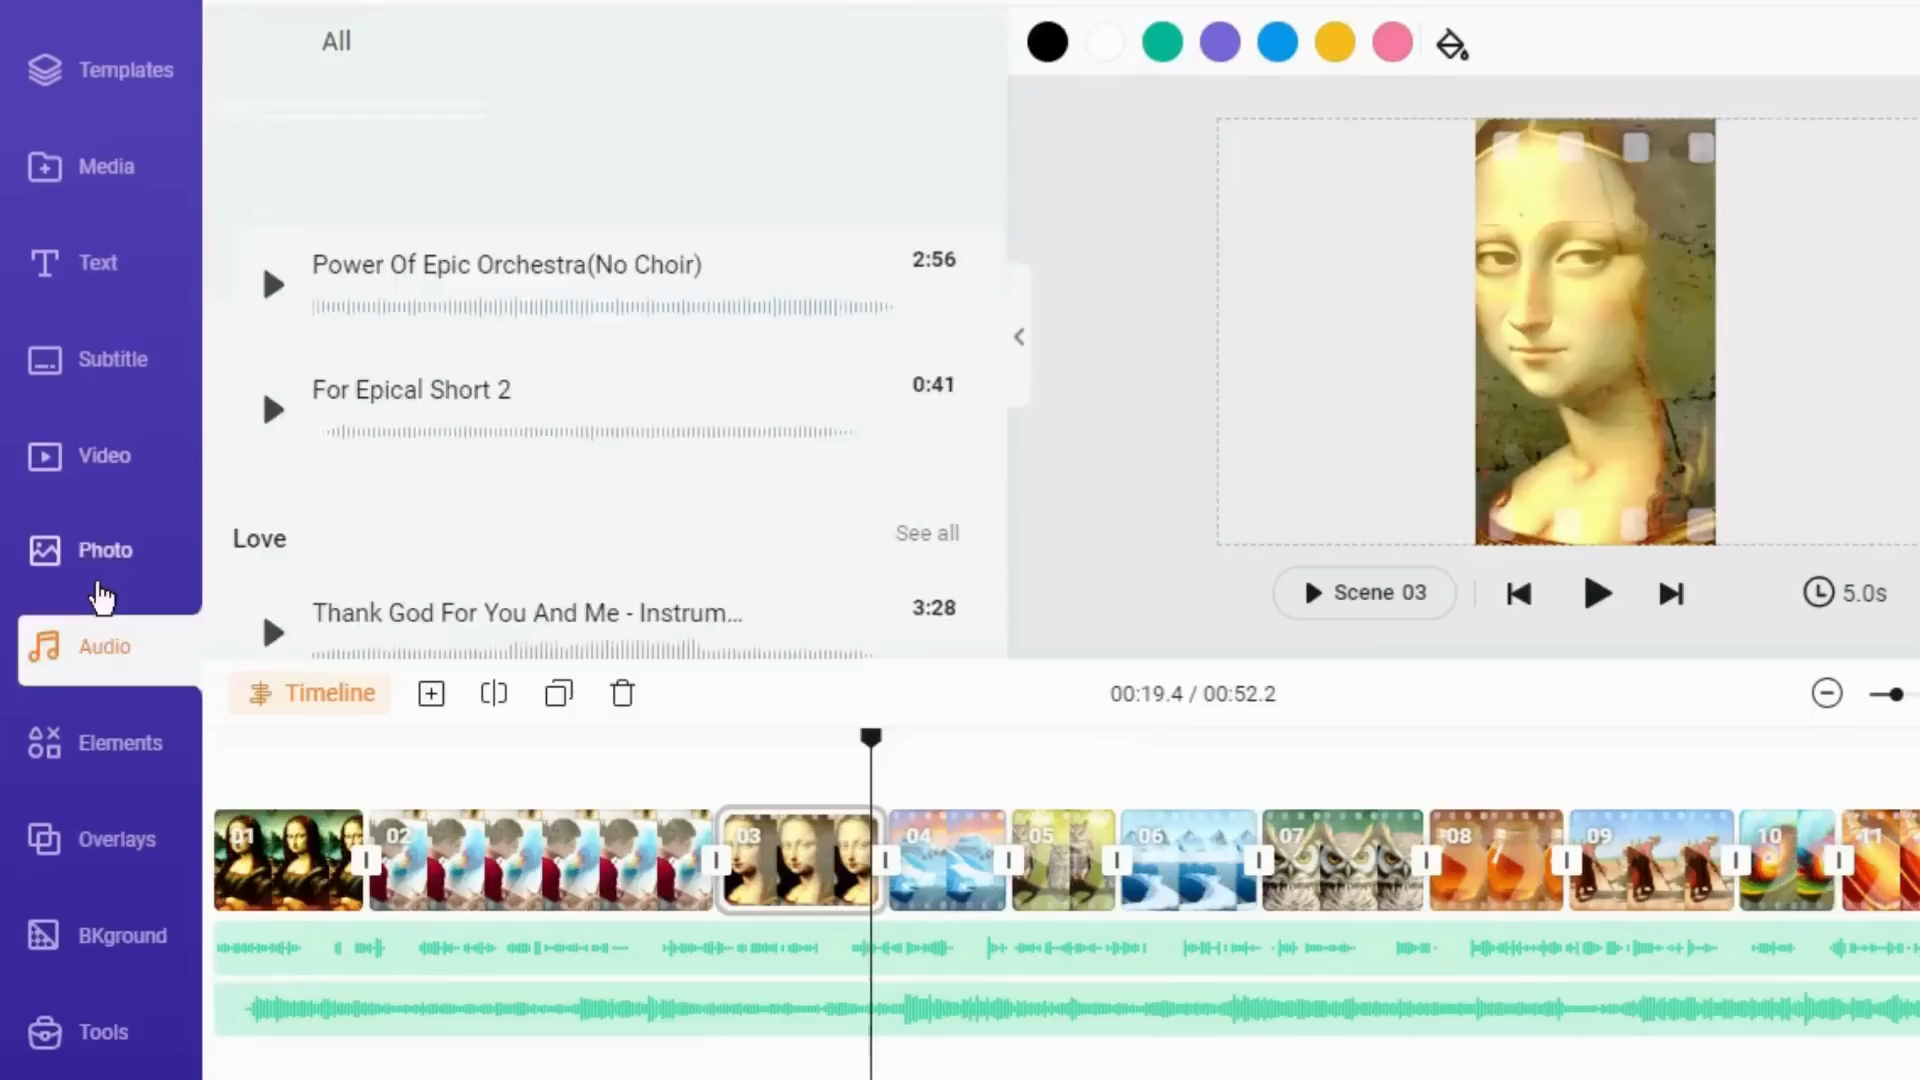 Templates
Media
Text
Subtitle
Video
Photo
Audio
Elements
Overlays
BKground
Tools
All
Power Of Epic Orchestra(No Choir)
2:56
For Epical Short 2
0:41
Love
See all
Thank God For You And Me - Instrum...
3:28
Scene 03
5.0s
Timeline
00:19.4 / 00:52.2
01
02
03
04
05
06
07
08
09
10
11